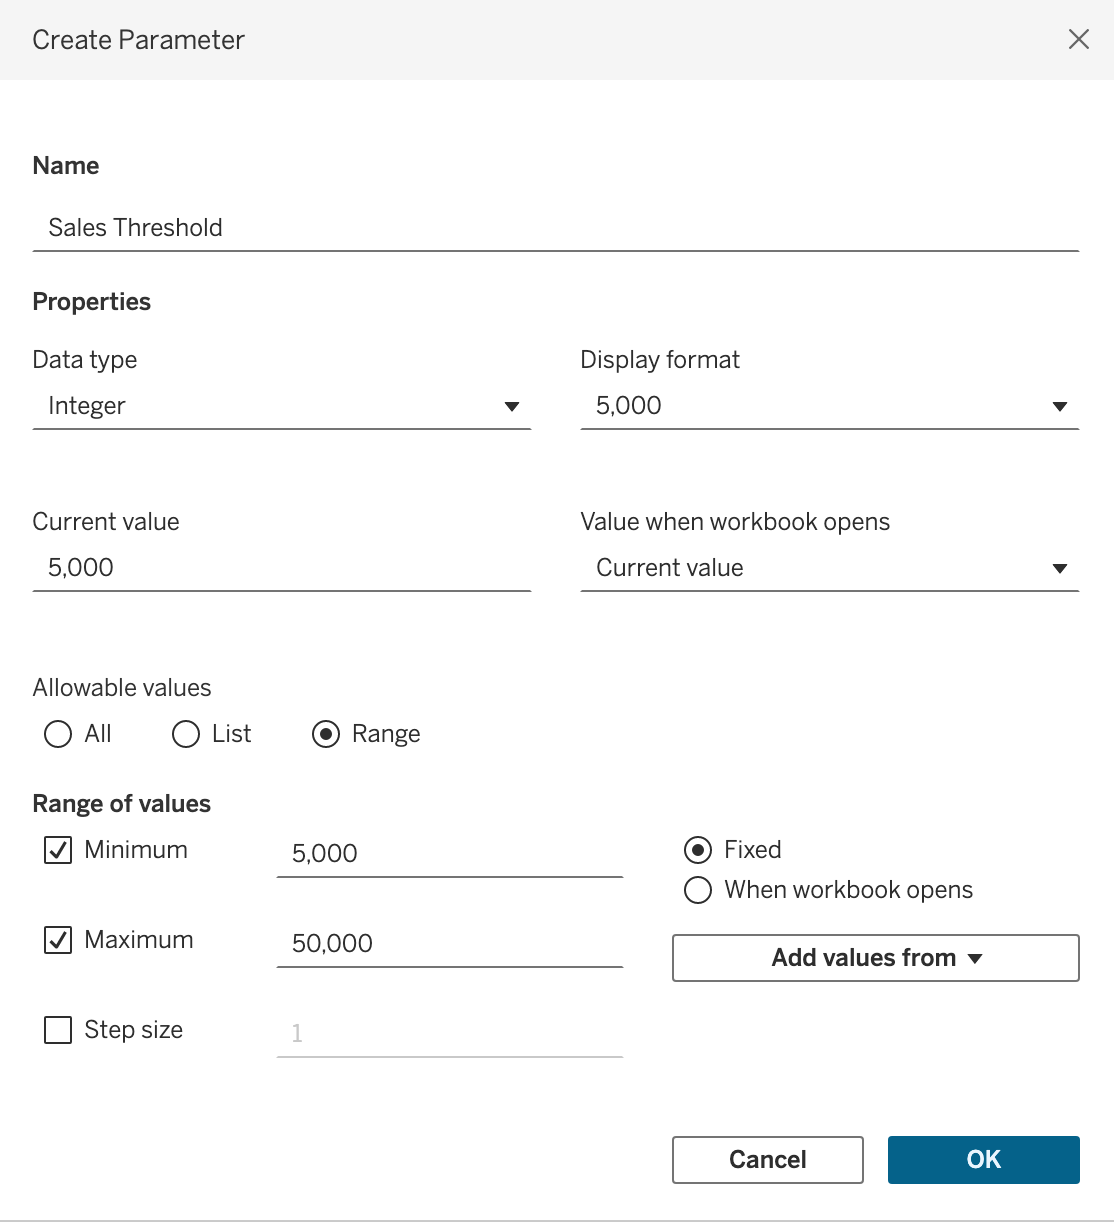 Create Parameter
Name
Sales Threshold
Properties
Data type
Display format
Integer
5,000
Current value
Value when workbook opens
5,000
Current value
Allowable values
All
List
Range
Range of values
Minimum
5,000
Fixed
When workbook opens
Maximum
50,000
Add values from
Step size
1
Cancel
OK